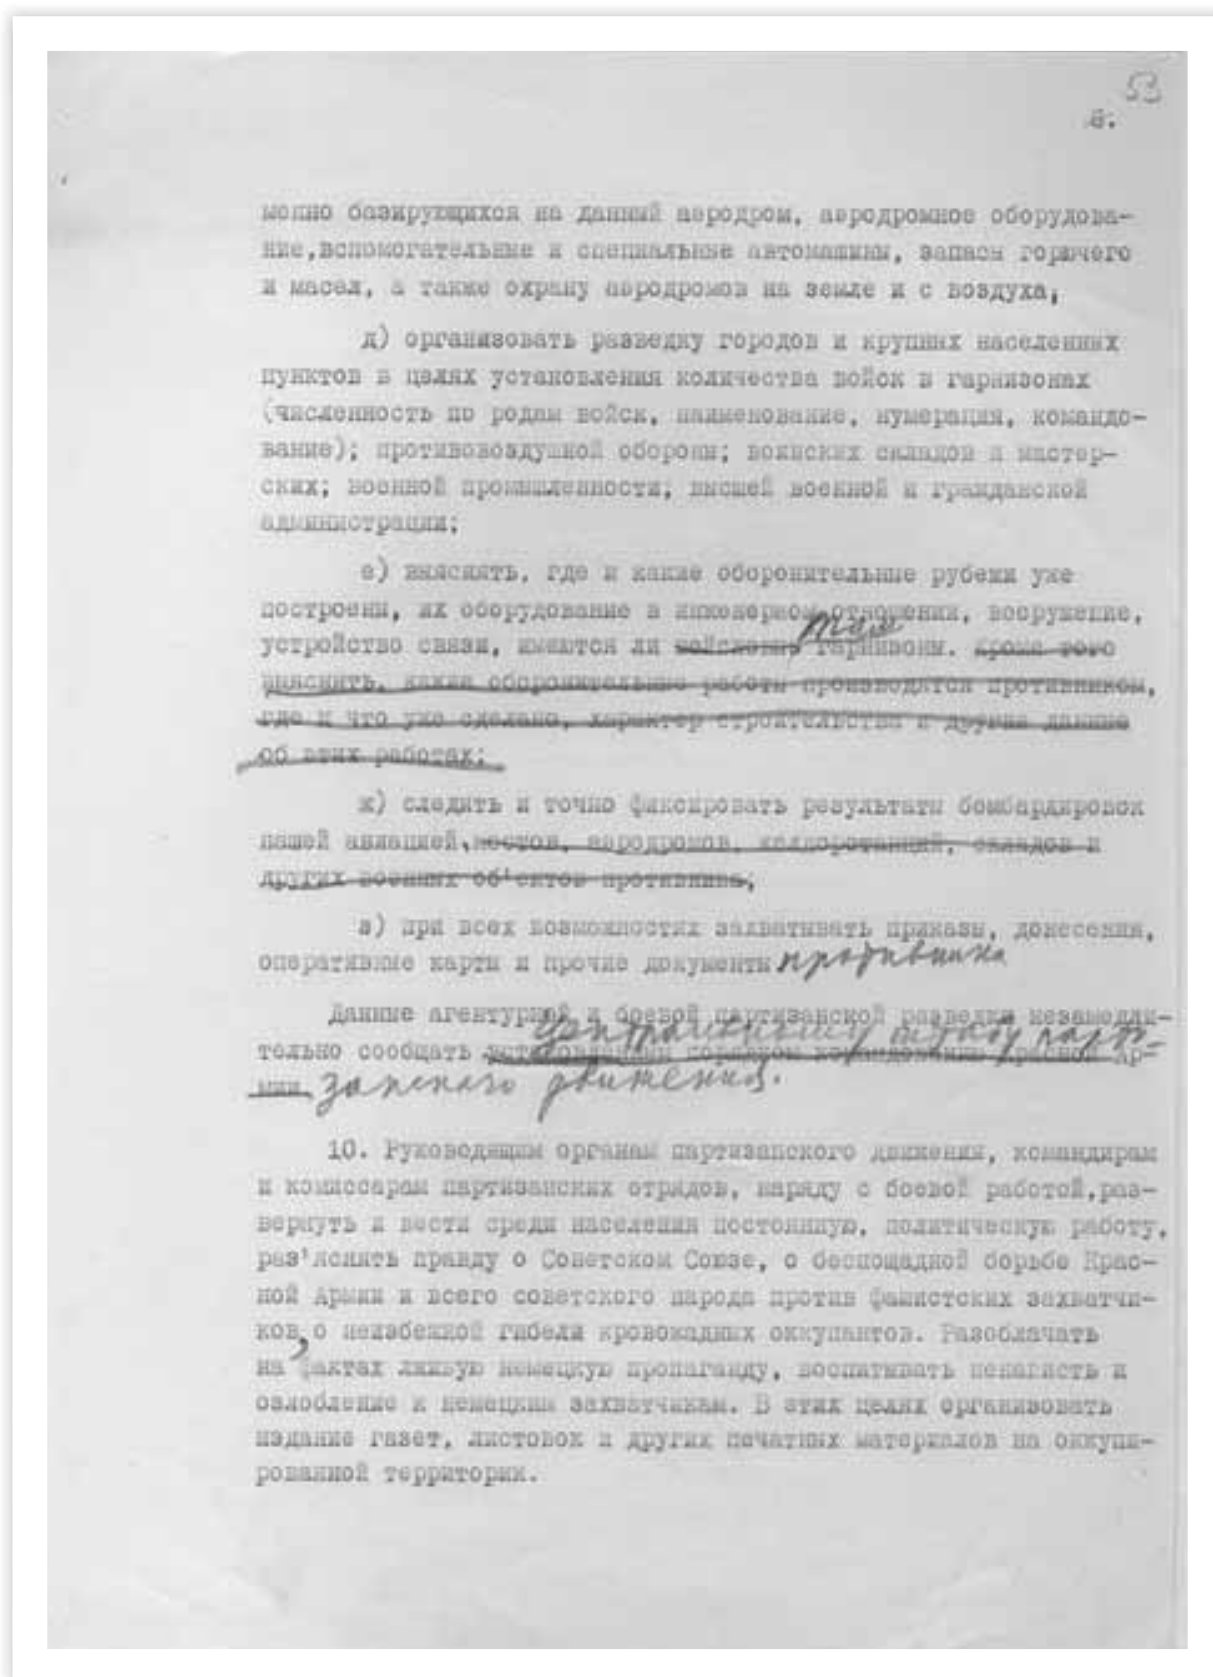 53
менно базирующихся на данный аэродром, аэродромное оборудова-
ние,вспомогательные и специальные автомашины, запасы горючего
и масел, а также охрану аэродромов на земле и с воздуха;
д) организовать разведку городов и крупных населенных
пунктов в целях установления количества войск в гарнизонах
(численность по родам войск, наименование, нумерация, командо-
вание); противовоздушной обороны; воинских складов и мастер-
ских; военной промышленности; высшей военной и гражданской
администрации;
е) выяснять, где и какие оборонительные рубежи уже
построены, их оборудование в инженерном отношении, вооружение,
там
устройство связи, имеются ли войсковые гарнизоны. Кроме того
выяснить, какие оборонительные работы производятся противником,
где и что уже сделано, характер строительства и другие данные
об этих работах;
ж) следить и точно фиксировать результаты бомбардировок
нашей авиацией, мостов, аэродромов, желдорстанций, складов и
других военных об'ектов противника;
з) при всех возможностях захватывать приказы, донесения,
оперативные карты и прочие документы противника
Данные агентурной и боевой партизанской разведки незамедли-
Центральному штабу парти-
тельно сообщать установленным порядком командованию Красной Ар-
мии занского движения.
10. Руководящим органам партизанского движения, командирам
и комиссарам партизанских отрядов, наряду с боевой работой,раз-
вернуть и вести среди населения постоянную, политическую работу,
раз'яснять правду о Советском Союзе, о беспощадной борьбе Крас-
ной Армии и всего советского народа против фашистских захватчи-
ков, о неизбежной гибели кровожадных оккупантов. Разоблачать
на фактах лживую немецкую пропаганду, воспитывать ненависть и
озлобление к немецким захватчикам. В этих целях организовать
издание газет, листовок и других печатных материалов на оккупи-
рованной территории.